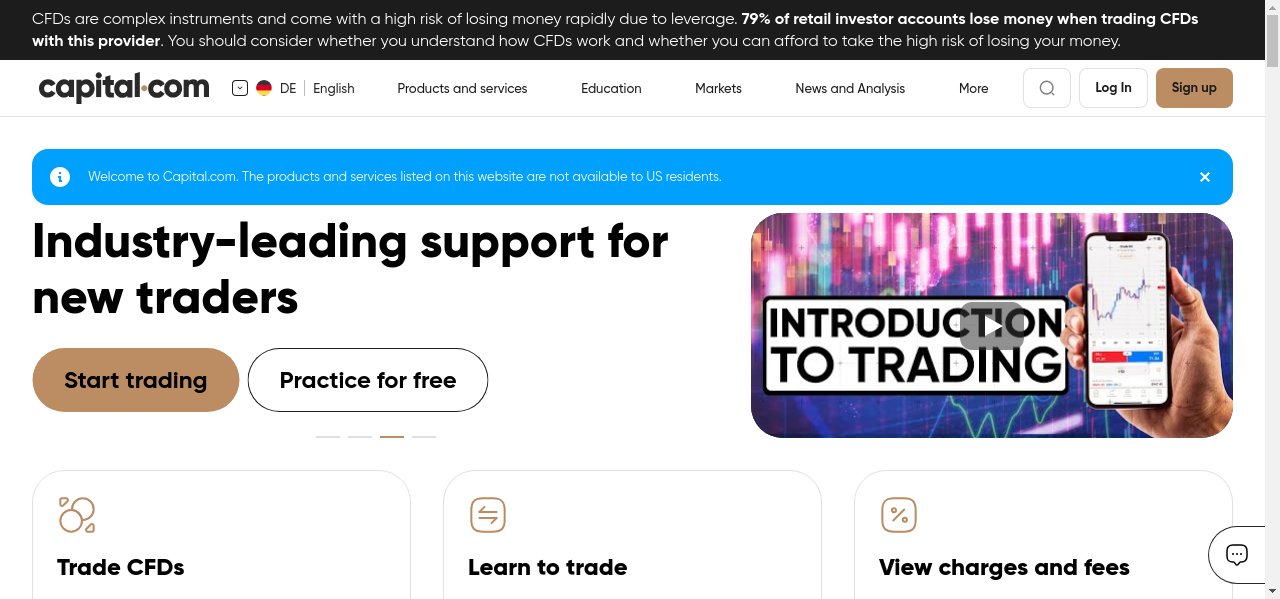 CFDs are complex instruments and come with a high risk of losing money rapidly due to leverage. 79% of retail investor accounts lose money when trading CFDs
with this provider. You should consider whether you understand how CFDs work and whether you can afford to take the high risk of losing your money.
capital.com
DE English
Products and services
Education
Markets
News and Analysis
More
Log In
Sign up
Welcome to Capital.com. The products and services listed on this website are not available to US residents.
Industry-leading support for
new traders
Start trading
Practice for free
INTRODUCTION
TO TRADING
Trade CFDs
Learn to trade
View charges and fees